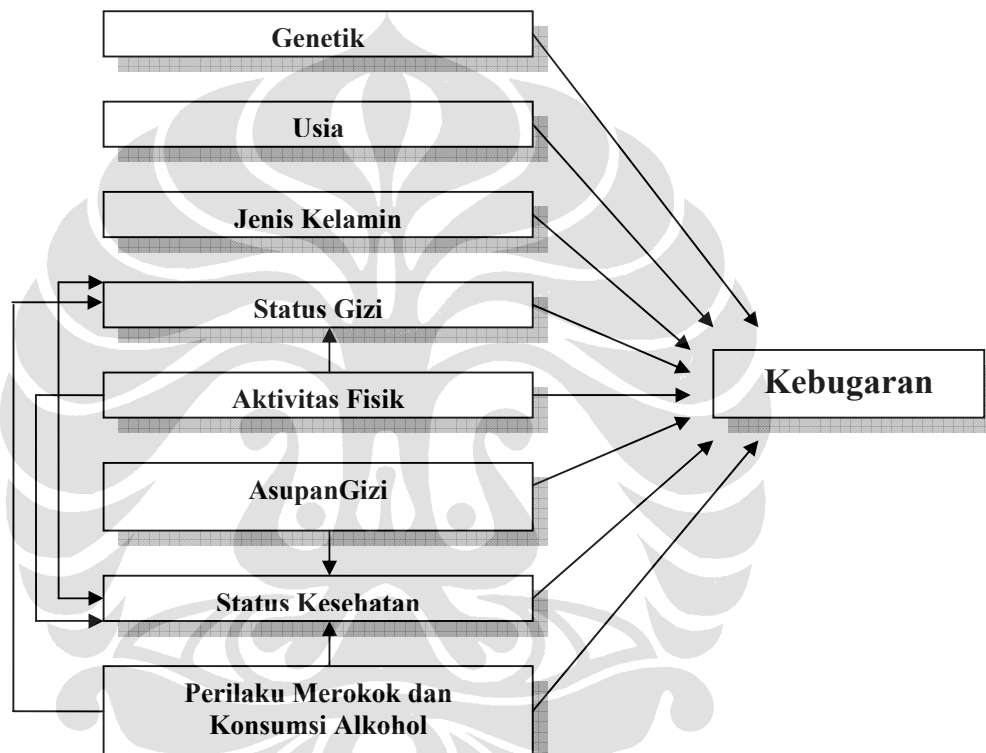 Genetik
Usia
Jenis Kelamin
Status Gizi
Aktivitas Fisik
Kebugaran
AsupanGizi
Status Kesehatan
Perilaku Merokok dan
Konsumsi Alkohol